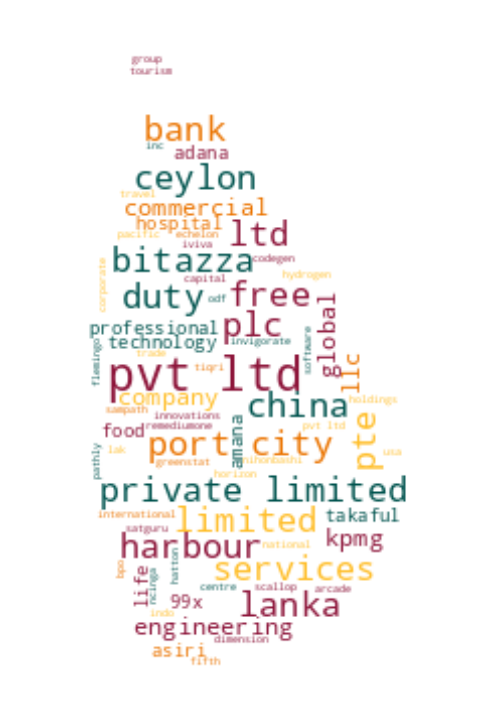 group
tourism
bank
inc
adana
ceylon
travel
commercial
hospital
ltd
pacific
echelon
iviva
bitazza
codegen
corporate
capital
hydrogen
duty
odf
free
global
professional
plc
technology
invigorate
software
flemingo
trade
tiqri
llc
pvt ltd
company
china
holdings
sampath
innovations
food
remediumone
amana
pvt ltd
pte
port city
lak
greenstat
nihonbashi
usa
pathly
horizon
private limited
international
limited
takaful
satguru
harbour
national
kpmg
bpo
hatton
services
life
ncinga
centre
scallop
arcade
99x
lanka
indo
engineering
dimension
asiri
fifth